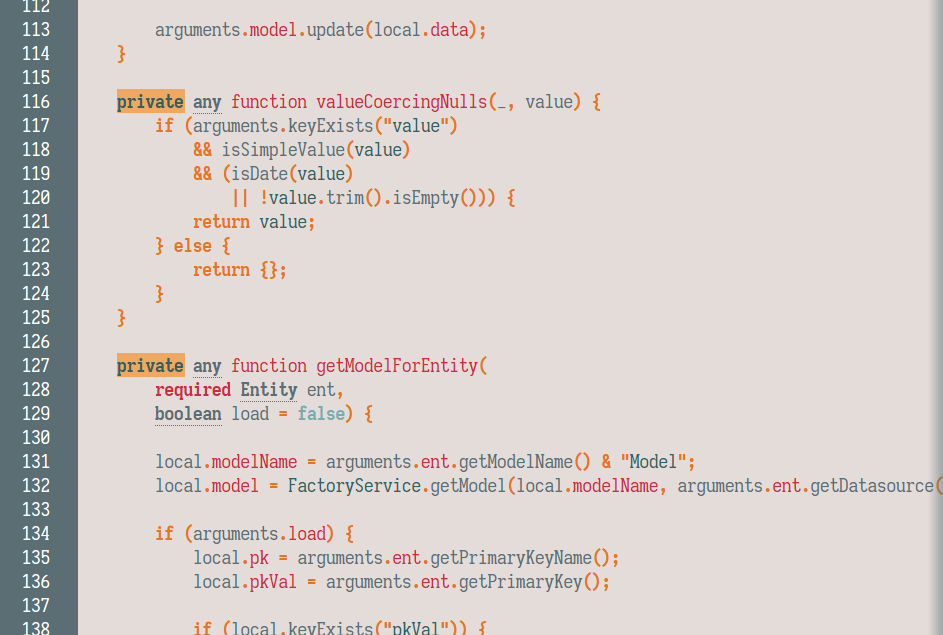 112
113 arguments.model.update(local.data);
114 }
115
116 private any function valueCoercingNulls(_, value) {
117 if (arguments.keyExists("value")
118 && isSimpleValue(value)
119 && (isDate(value)
120 || !value.trim().isEmpty())) {
121 return value;
122 } else {
123 return {};
124 }
125 }
126
127 private any function getModelForEntity(
128 required Entity ent,
129 boolean load = false) {
130
131 local.modelName = arguments.ent.getModelName() & "Model";
132 local.model = FactoryService.getModel(local.modelName, arguments.ent.getDatasource(
133
134 if (arguments.load) {
135 local.pk = arguments.ent.getPrimaryKeyName();
136 local.pkVal = arguments.ent.getPrimaryKey();
137
138 if (local.keyExists("pkVal")) {